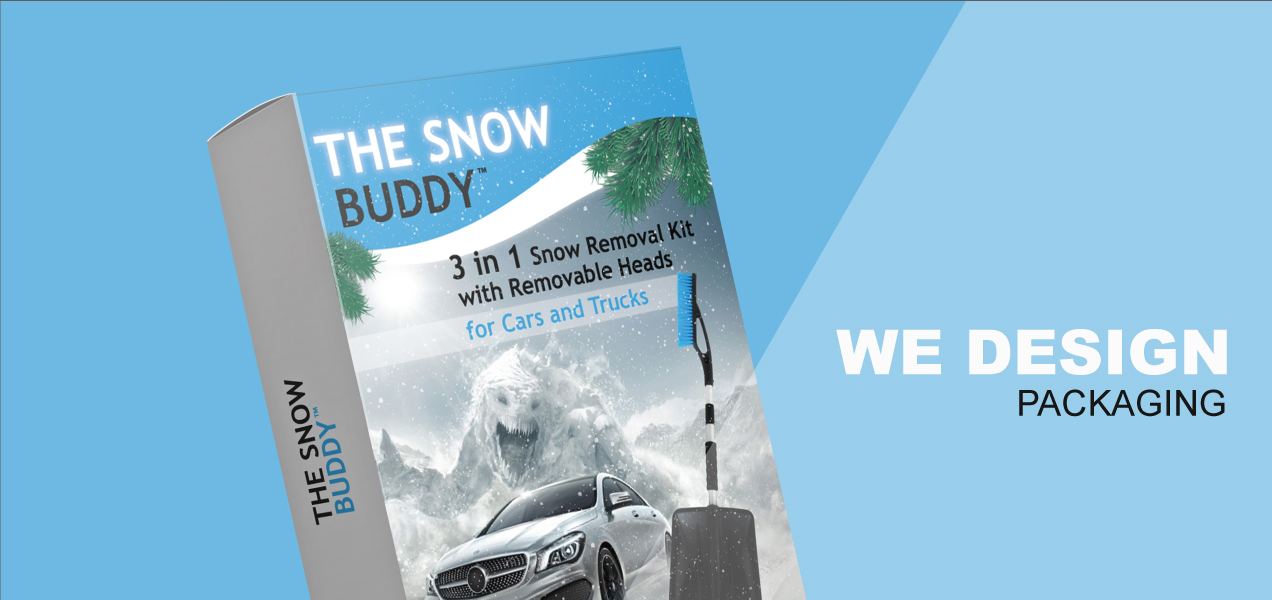 THE SNOW
BUDDY™
3 in 1 Snow Removal Kit
with Removable Heads
for Cars and Trucks
THE SNOW
BUDDY™
WE DESIGN
PACKAGING